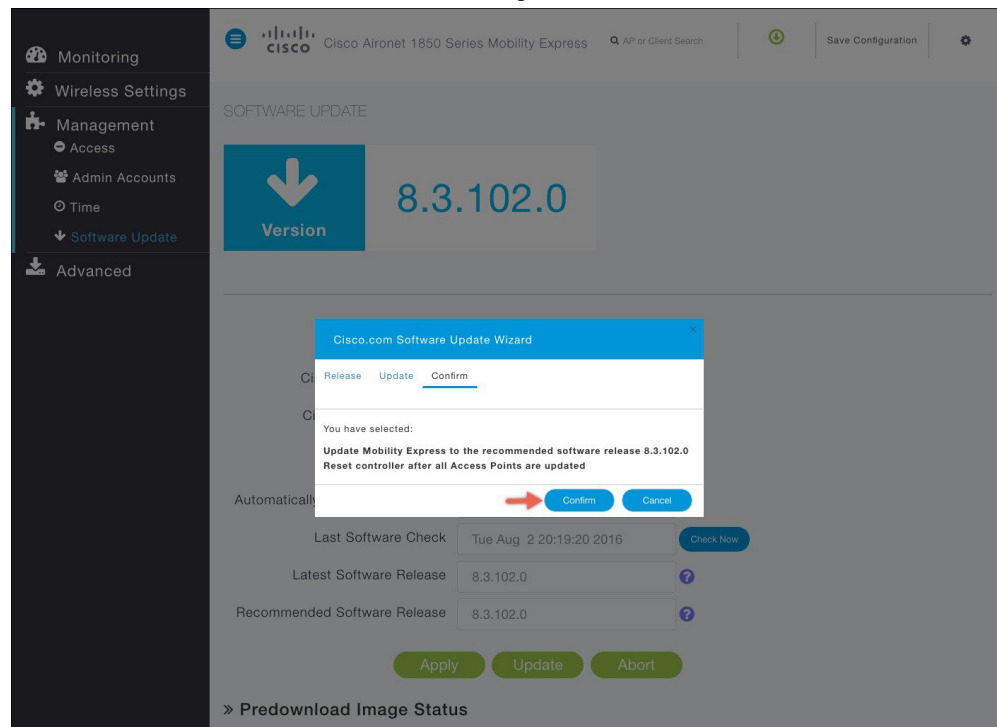 Monitoring
Wireless Settings
Management
Access
Admin Accounts
Time
Software Update
Advanced
CISCO Cisco Aironet 1850 Series Mobility Express AP or Client Search Save Configuration
SOFTWARE UPDATE
Version
8.3.102.0
Cisco.com Software Update Wizard
Release Update Confirm
You have selected:
Update Mobility Express to the recommended software release 8.3.102.0
Reset controller after all Access Points are updated
Confirm Cancel
Automatically
Last Software Check Tue Aug 2 20:19:20 2016 Check Now
Latest Software Release 8.3.102.0 ?
Recommended Software Release 8.3.102.0 ?
Apply Update Abort
» Predownload Image Status